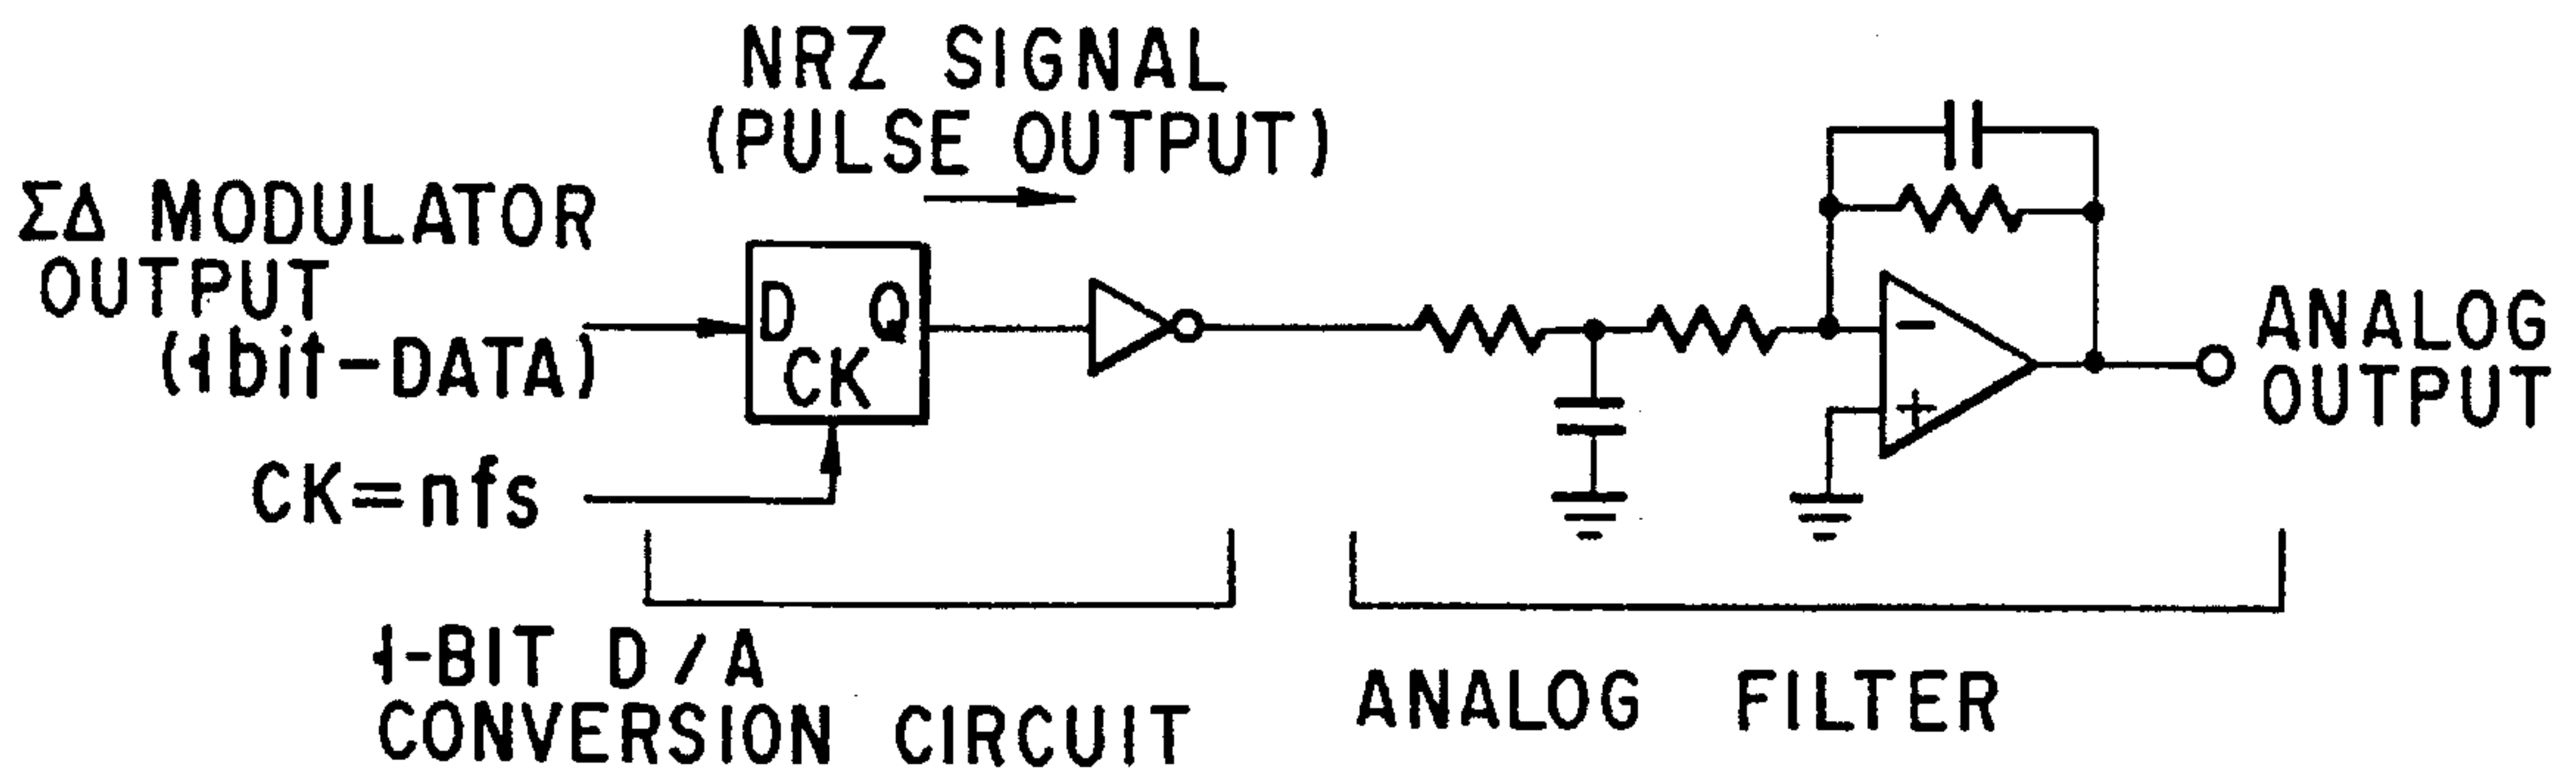 NRZ SIGNAL
(PULSE OUTPUT)
ΣΔ MODULATOR
OUTPUT
(1bit-DATA)
D Q
CK
CK=nfs
−
+
ANALOG
OUTPUT
1-BIT D/A
CONVERSION CIRCUIT
ANALOG FILTER